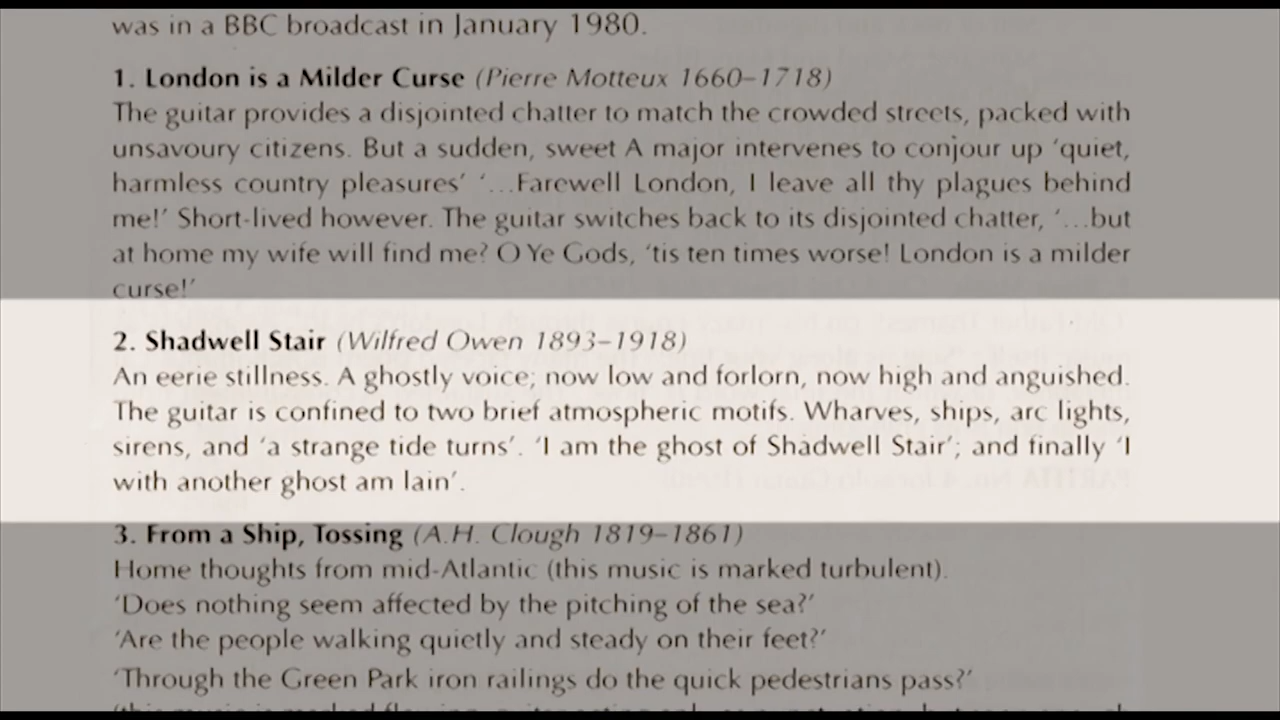 was in a BBC broadcast in January 1980.
1. London is a Milder Curse (Pierre Motteux 1660–1718)
The guitar provides a disjointed chatter to match the crowded streets, packed with
unsavoury citizens. But a sudden, sweet A major intervenes to conjour up ‘quiet,
harmless country pleasures’ ‘...Farewell London, I leave all thy plagues behind
me!’ Short-lived however. The guitar switches back to its disjointed chatter, ‘...but
at home my wife will find me? O Ye Gods, ‘tis ten times worse! London is a milder
curse!’
2. Shadwell Stair (Wilfred Owen 1893–1918)
An eerie stillness. A ghostly voice; now low and forlorn, now high and anguished.
The guitar is confined to two brief atmospheric motifs. Wharves, ships, arc lights,
sirens, and ‘a strange tide turns’. ‘I am the ghost of Shadwell Stair’; and finally ‘I
with another ghost am lain’.
3. From a Ship, Tossing (A.H. Clough 1819–1861)
Home thoughts from mid-Atlantic (this music is marked turbulent).
‘Does nothing seem affected by the pitching of the sea?’
‘Are the people walking quietly and steady on their feet?’
‘Through the Green Park iron railings do the quick pedestrians pass?’